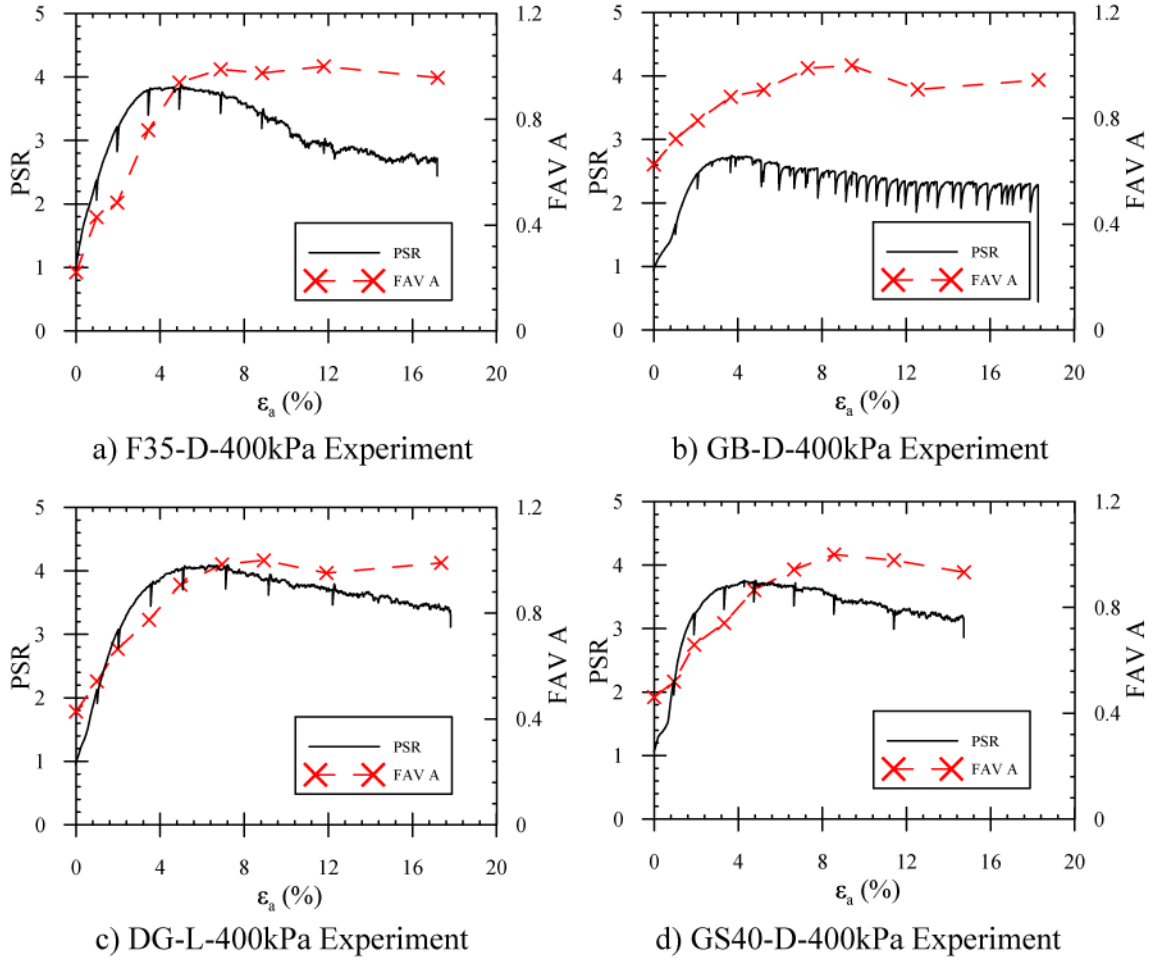 5
4
3
2
1
0
PSR
1.2
0.8
0.4
0
FAV A
PSR
FAV A
0 4 8 12 16 20
εa (%)
a) F35-D-400kPa Experiment
5
4
3
2
1
0
PSR
1.2
0.8
0.4
0
FAV A
PSR
FAV A
0 4 8 12 16 20
εa (%)
b) GB-D-400kPa Experiment
5
4
3
2
1
0
PSR
1.2
0.8
0.4
0
FAV A
PSR
FAV A
0 4 8 12 16 20
εa (%)
c) DG-L-400kPa Experiment
5
4
3
2
1
0
PSR
1.2
0.8
0.4
0
FAV A
PSR
FAV A
0 4 8 12 16 20
εa (%)
d) GS40-D-400kPa Experiment